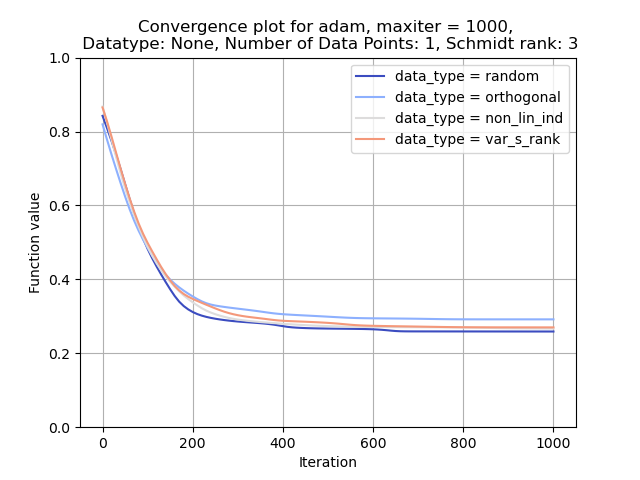 Convergence plot for adam, maxiter = 1000,
Datatype: None, Number of Data Points: 1, Schmidt rank: 3
data_type = random
data_type = orthogonal
data_type = non_lin_ind
data_type = var_s_rank
1.0
0.8
0.6
0.4
0.2
0.0
Function value
0 200 400 600 800 1000
Iteration